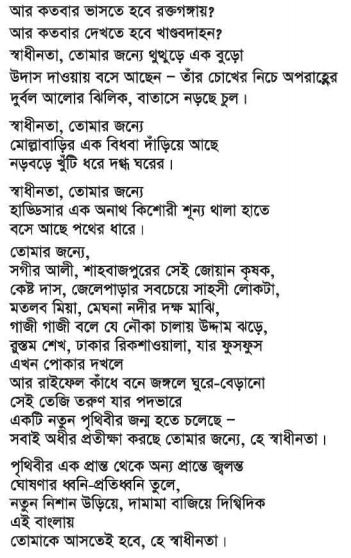 আর কতবার ভাসতে হবে রক্তগঙ্গায়?
আর কতবার দেখতে হবে খাণ্ডবদাহন?
স্বাধীনতা, তোমার জন্যে থুত্থুড়ে এক বুড়ো
উদাস দাওয়ায় বসে আছেন – তাঁর চোখের নিচে অপরাহ্ণের
দুর্বল আলোর ঝিলিক, বাতাসে নড়ছে চুল।
স্বাধীনতা, তোমার জন্যে
মোল্লাবাড়ির এক বিধবা দাঁড়িয়ে আছে
নড়বড়ে খুঁটি ধরে দগ্ধ ঘরের।
স্বাধীনতা, তোমার জন্যে
হাড্ডিসার এক অনাথ কিশোরী শূন্য থালা হাতে
বসে আছে পথের ধারে।
তোমার জন্যে,
সগীর আলী, শাহবাজপুরের সেই জোয়ান কৃষক,
কেষ্ট দাস, জেলেপাড়ার সবচেয়ে সাহসী লোকটা,
মতলব মিয়া, মেঘনা নদীর দক্ষ মাঝি,
গাজী গাজী বলে যে নৌকা চালায় উদ্দাম ঝড়ে,
রুস্তম শেখ, ঢাকার রিকশাওয়ালা, যার ফুসফুস
এখন পোকার দখলে
আর রাইফেল কাঁধে বনে জঙ্গলে ঘুরে-বেড়ানো
সেই তেজি তরুণ যার পদভারে
একটি নতুন পৃথিবীর জন্ম হতে চলেছে –
সবাই অধীর প্রতীক্ষা করছে তোমার জন্যে, হে স্বাধীনতা।
পৃথিবীর এক প্রান্ত থেকে অন্য প্রান্তে জ্বলন্ত
ঘোষণার ধ্বনি-প্রতিধ্বনি তুলে,
নতুন নিশান উড়িয়ে, দামামা বাজিয়ে দিগ্বিদিক
এই বাংলায়
তোমাকে আসতেই হবে, হে স্বাধীনতা।